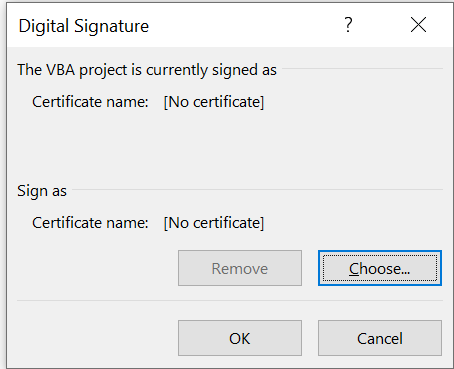 Digital Signature ? ×
The VBA project is currently signed as
Certificate name: [No certificate]
Sign as
Certificate name: [No certificate]
Remove Choose...
OK Cancel